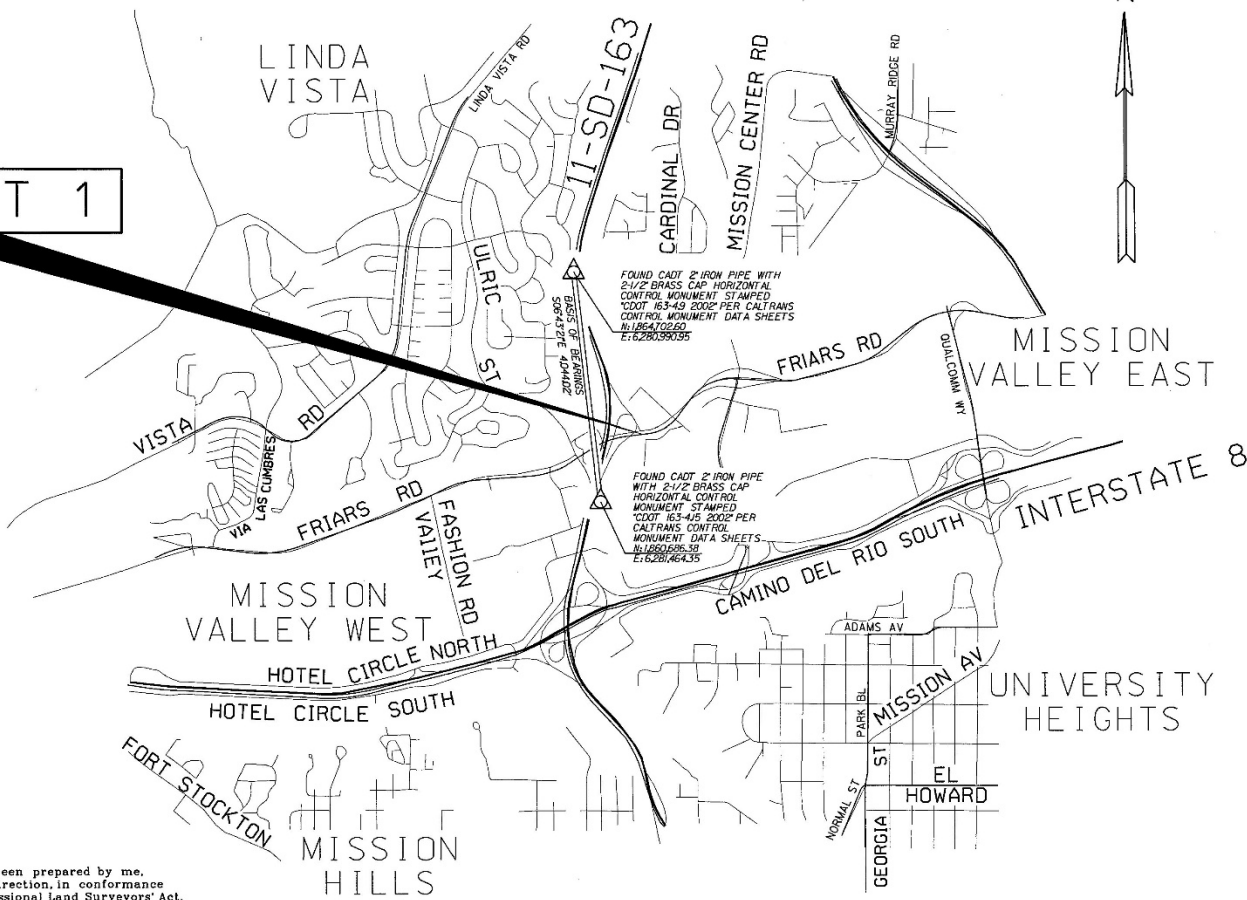 LINDA
VISTA
LINDA VISTA RD
11-SD-163
CARDINAL DR
MISSION CENTER RD
MURRAY RIDGE RD
T 1
ULRIC ST
FOUND CADT 2" IRON PIPE WITH
2-1/2" BRASS CAP HORIZONTAL
CONTROL MONUMENT STAMPED
"CDOT 163-4.9 2002" PER CALTRANS
CONTROL MONUMENT DATA SHEETS
N: 1,864,702.60
E: 6,280,990.95
BASIS OF BEARINGS
FRIARS RD
QUALCOMM WY
MISSION
VALLEY EAST
VISTA RD
VIA LAS CUMBRES
FRIARS RD
FASHION
VAllEY RD
FOUND CADT 2" IRON PIPE
WITH 2-1/2" BRASS CAP
HORIZONTAL CONTROL
MONUMENT STAMPED
"CDOT 163-4.15 2002" PER
CALTRANS CONTROL
MONUMENT DATA SHEETS
N: 1,860,686.38
E: 6,281,464.35
INTERSTATE 8
CAMINO DEL RIO SOUTH
MISSION
VALLEY WEST
HOTEL CIRCLE NORTH
HOTEL CIRCLE SOUTH
ADAMS AV
MISSION AV
PARK BL
UNIVERSITY
HEIGHTS
FORT STOCKTON
EL
HOWARD
NORMAL ST
GEORGIA ST
MISSION
HILLS
een prepared by me,
irection, in conformance
ssional Land Surveyors' Act.